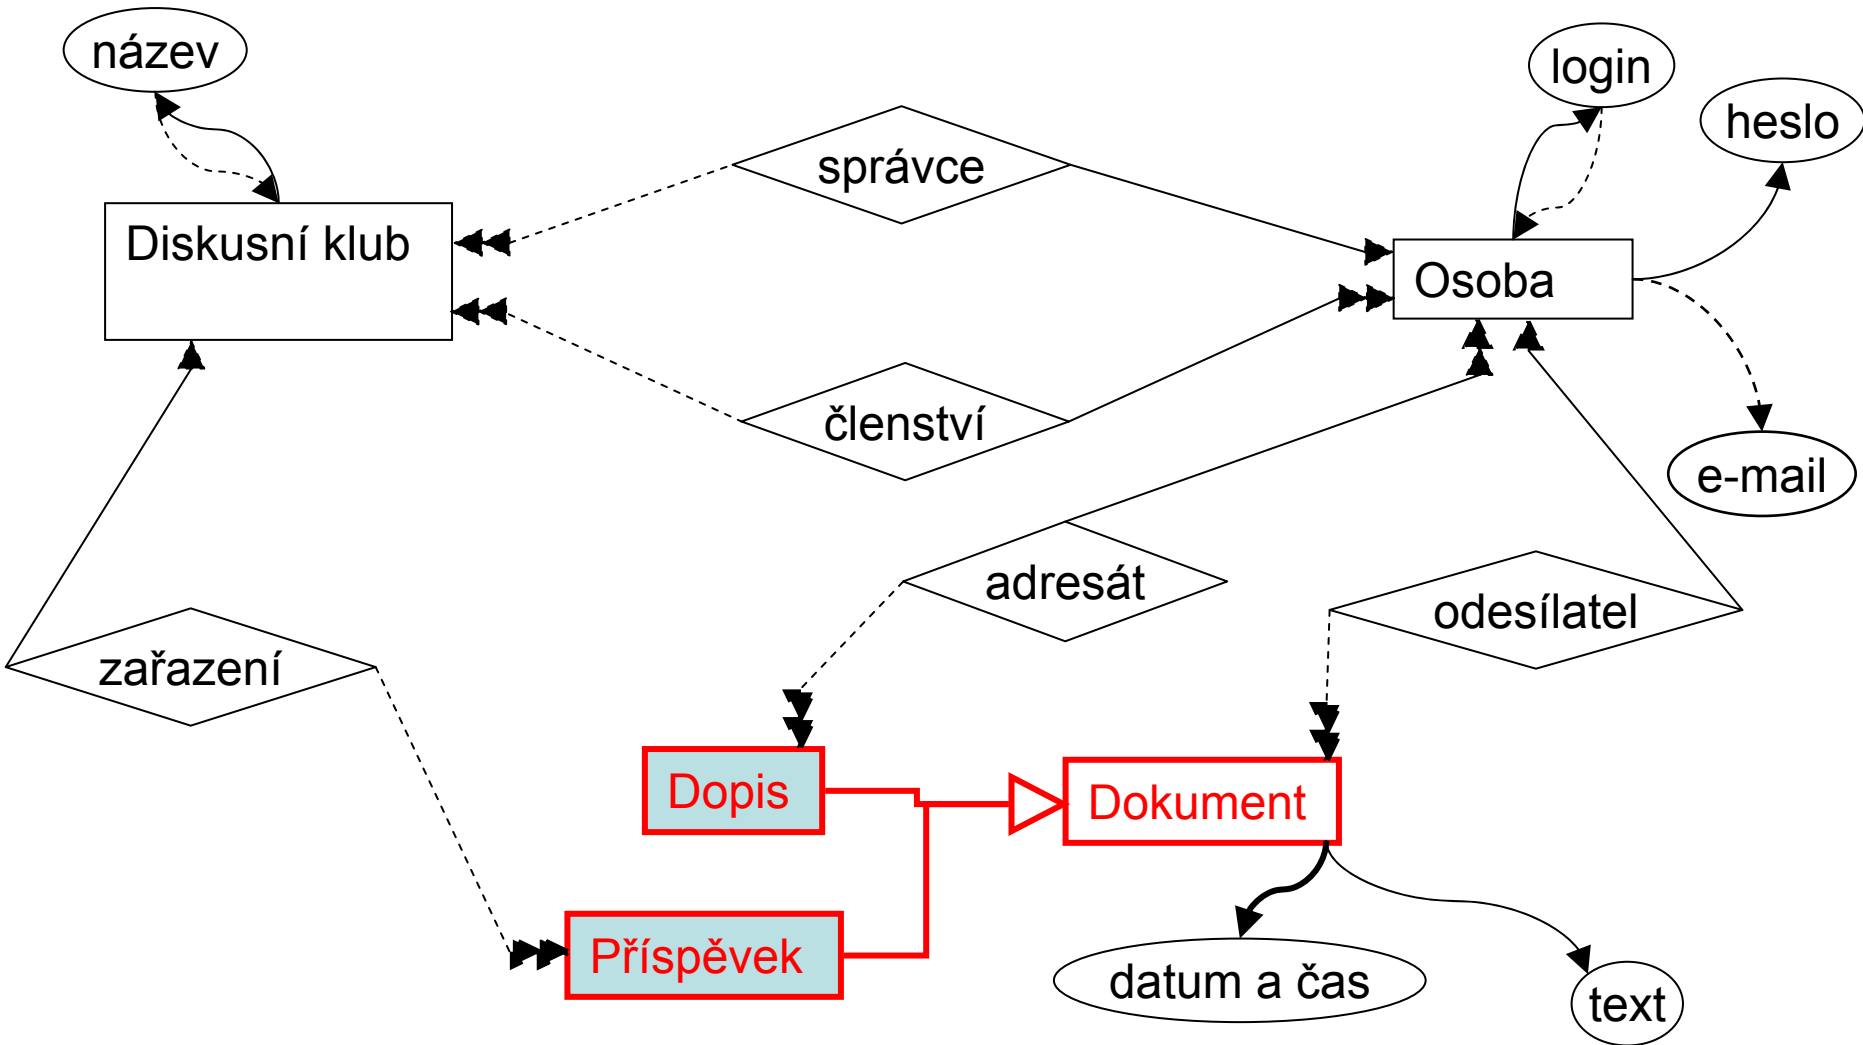 název
login
heslo
správce
Diskusní klub
Osoba
členství
e-mail
adresát
odesílatel
zařazení
Dopis
Dokument
Příspěvek
datum a čas
text